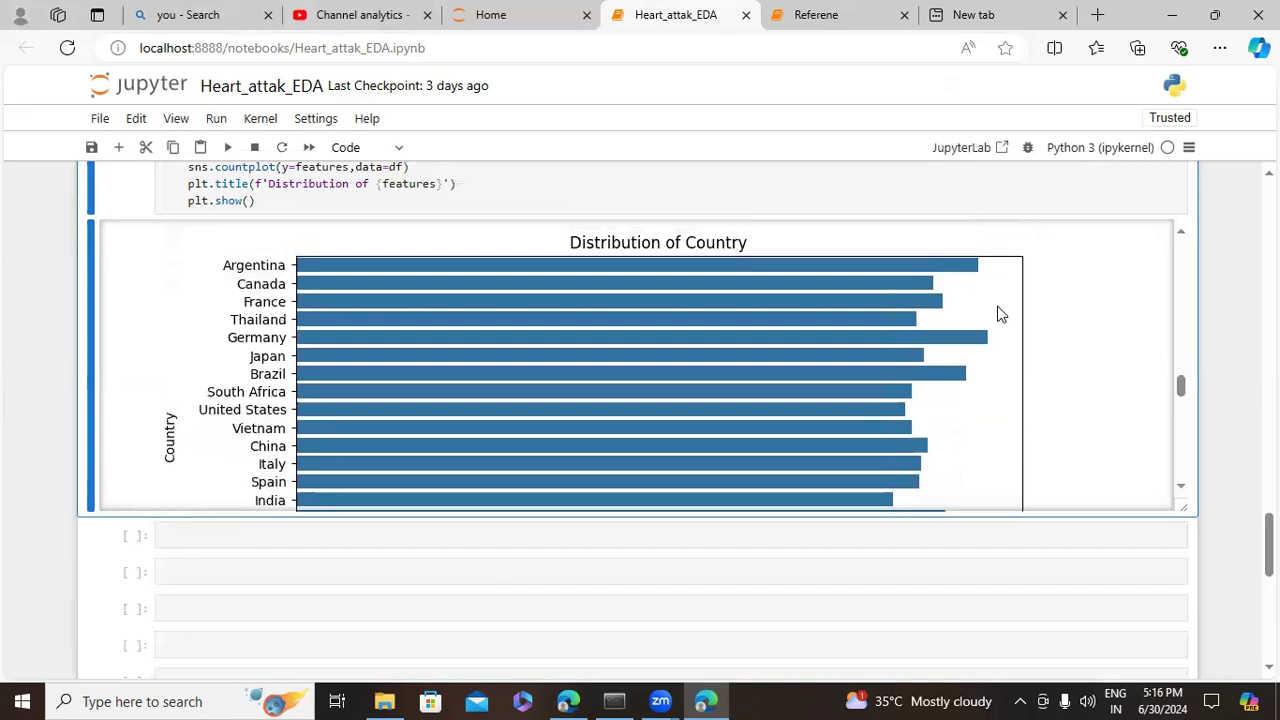 you - Search
Channel analytics -
Home
Heart_attak_EDA
Referene
New tab
localhost:8888/notebooks/Heart_attak_EDA.ipynb
jupyter Heart_attak_EDA Last Checkpoint: 3 days ago
File Edit View Run Kernel Settings Help
Trusted
Code
JupyterLab
Python 3 (ipykernel)
sns.countplot(y=features,data=df)
plt.title(f'Distribution of {features}')
plt.show()
Distribution of Country
Argentina
Canada
France
Thailand
Germany
Japan
Brazil
South Africa
United States
Vietnam
China
Italy
Spain
India
Country
[ ]:
[ ]:
[ ]:
[ ]:
Type here to search
zm
1
35°C Mostly cloudy
ENG
IN
5:16 PM
6/30/2024